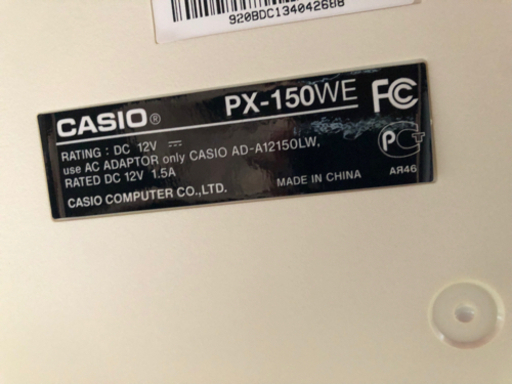 920BDC13404268B
CASIO® PX-150WE FC
RATING : DC 12V
use AC ADAPTOR only CASIO AD-A12150LW,
RATED DC 12V 1.5A
CASIO COMPUTER CO.,LTD. MADE IN CHINA AR46